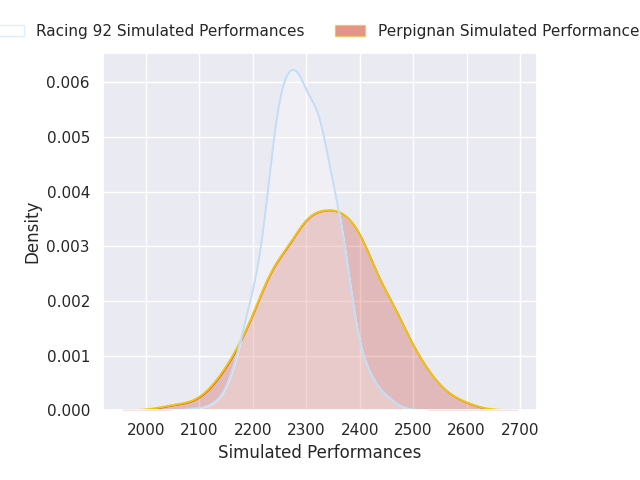 Racing 92 Simulated Performances Perpignan Simulated Performance
0.006
0.005
0.004
0.003
0.002
0.001
0.000
Density
2000 2100 2200 2300 2400 2500 2600 2700
Simulated Performances